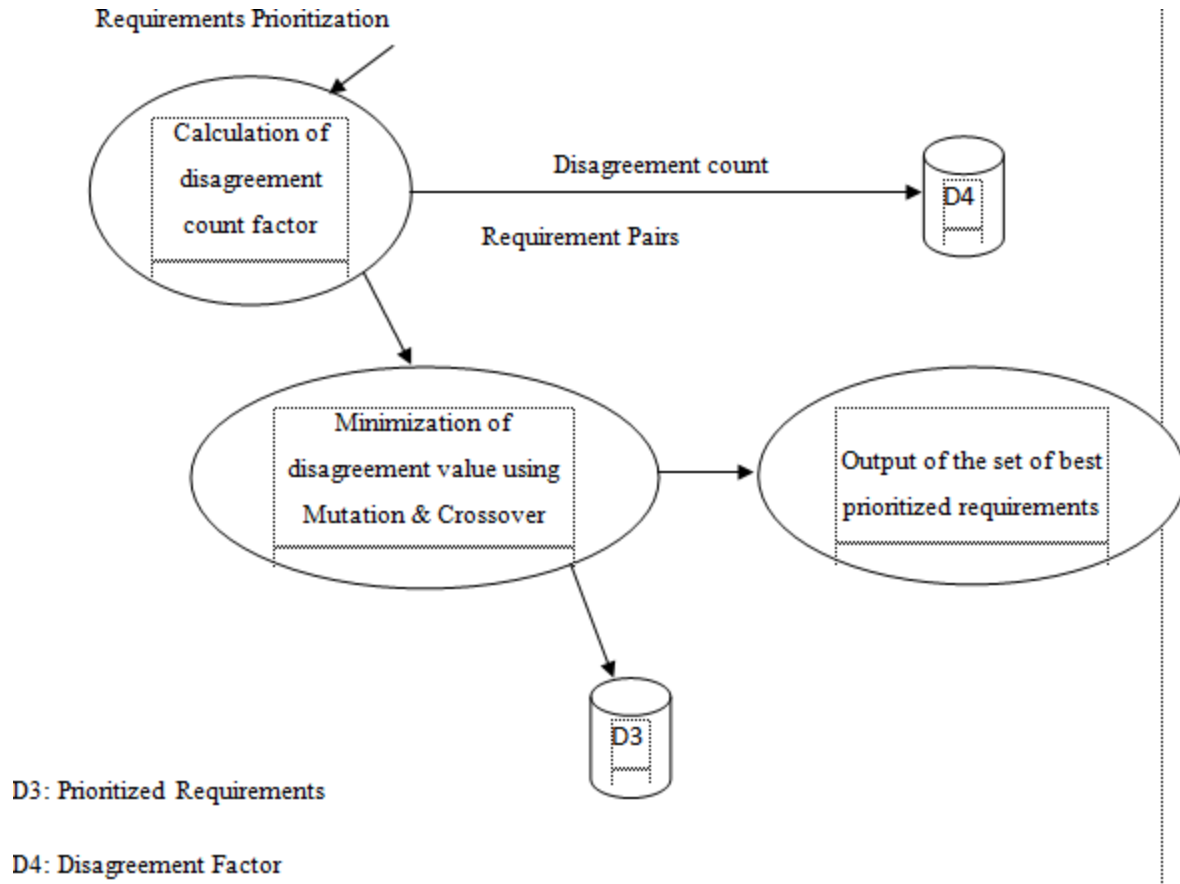 Requirements Prioritization
Calculation of
disagreement
count factor
Disagreement count
D4
Requirement Pairs
Minimization of
disagreement value using
Mutation & Crossover
Output of the set of best
prioritized requirements
D3
D3: Prioritized Requirements
D4: Disagreement Factor